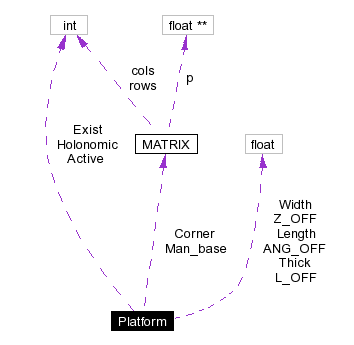 int
float **
cols
rows
p
Exist
Holonomic
Active
MATRIX
float
Width
Z_OFF
Length
ANG_OFF
Thick
L_OFF
Corner
Man_base
Platform